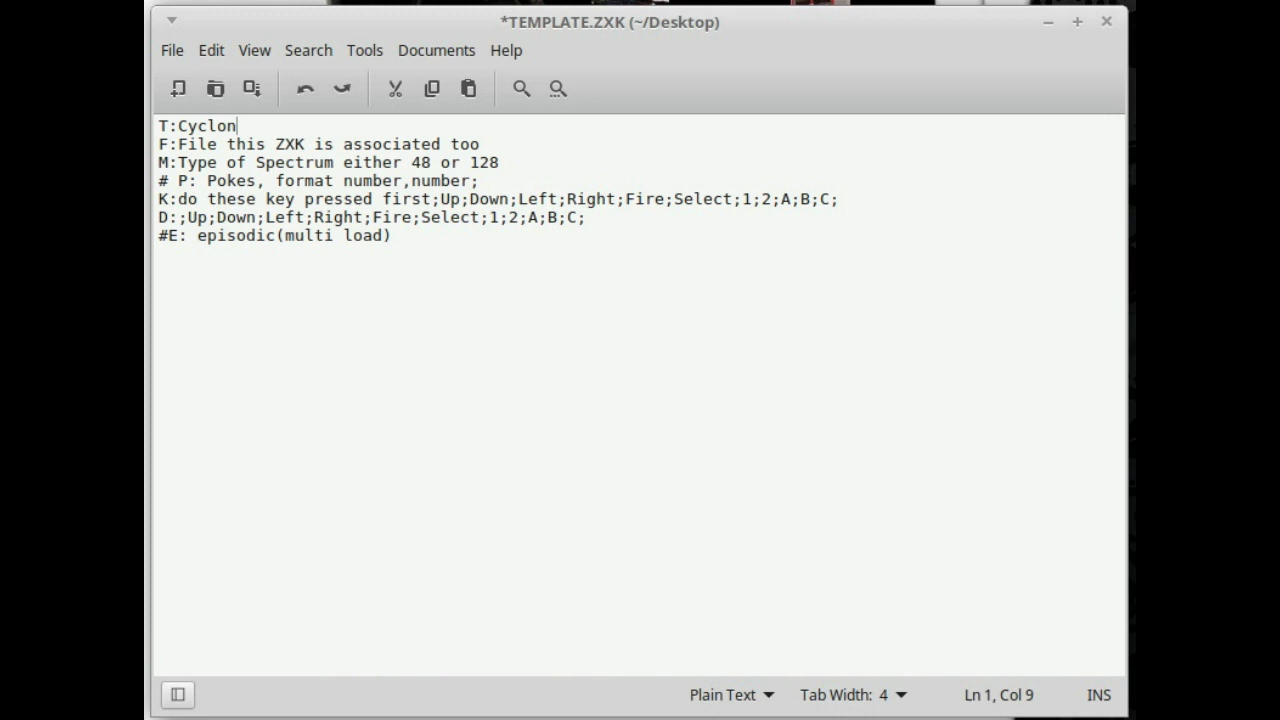 *TEMPLATE.ZXK (~/Desktop)
File Edit View Search Tools Documents Help
T:Cyclon
F:File this ZXK is associated too
M:Type of Spectrum either 48 or 128
# P: Pokes, format number,number;
K:do these key pressed first;Up;Down;Left;Right;Fire;Select;1;2;A;B;C;
D:;Up;Down;Left;Right;Fire;Select;1;2;A;B;C;
#E: episodic(multi load)
Plain Text Tab Width: 4 Ln 1, Col 9 INS